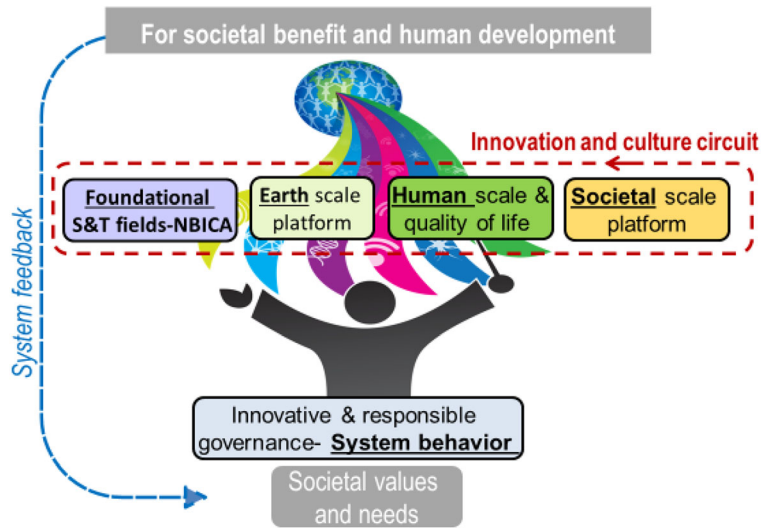 For societal benefit and human development
Innovation and culture circuit
Foundational
S&T fields-NBICA
Earth scale
platform
Human scale &
quality of life
Societal scale
platform
System feedback
Innovative & responsible
governance- System behavior
Societal values
and needs